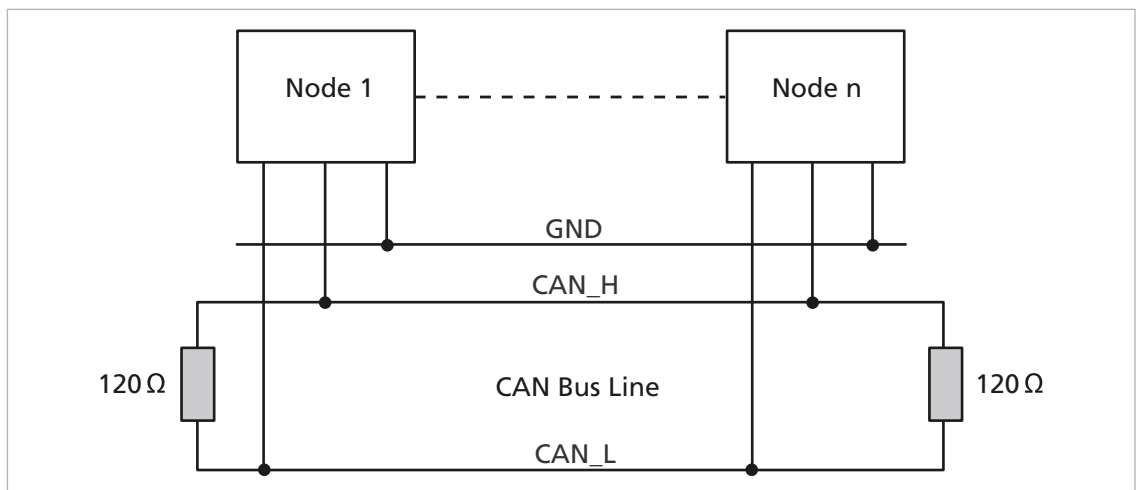 Node 1
Node n
GND
CAN_H
120 Ω
CAN Bus Line
120 Ω
CAN_L